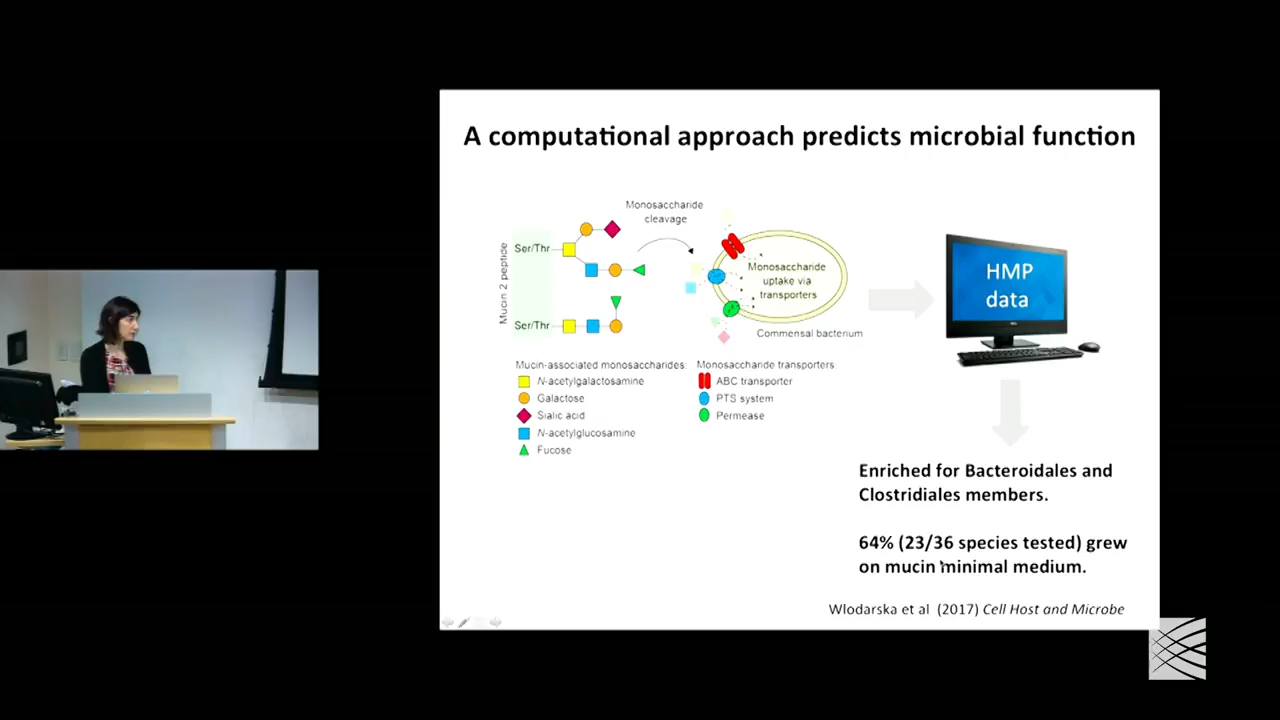 A computational approach predicts microbial function
Monosaccharide
cleavage
Mucin 2 peptide
Ser/Thr
Ser/Thr
Monosaccharide
uptake via
transporters
Commensal bacterium
HMP
data
Mucin-associated monosaccharides:
N-acetylgalactosamine
Galactose
Sialic acid
N-acetylglucosamine
Fucose
Monosaccharide transporters:
ABC transporter
PTS system
Permease
Enriched for Bacteroidales and
Clostridiales members.
64% (23/36 species tested) grew
on mucin minimal medium.
Wlodarska et al (2017) Cell Host and Microbe